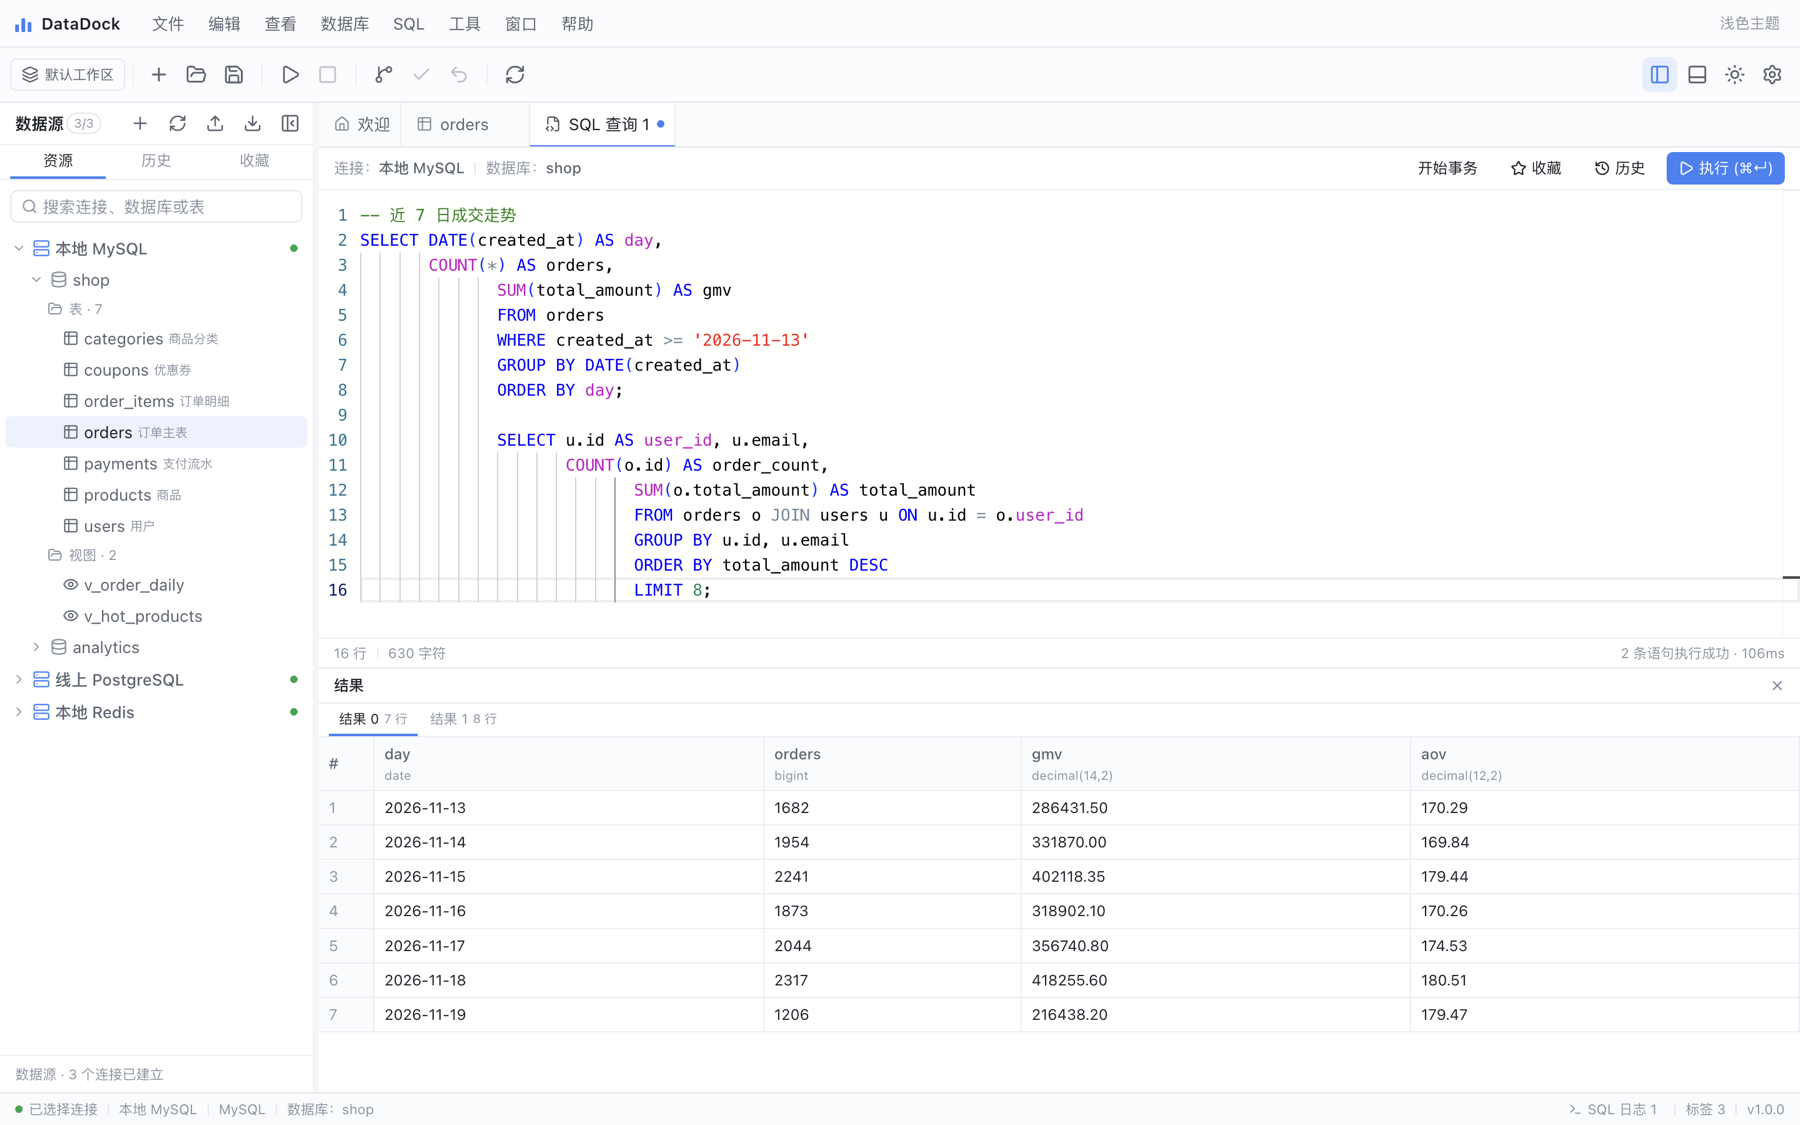 DataDock 文件 编辑 查看 数据库 SQL 工具 窗口 帮助 浅色主题
默认工作区
数据源 3/3
资源 历史 收藏
搜索连接、数据库或表
本地 MySQL
shop
表 · 7
categories 商品分类
coupons 优惠券
order_items 订单明细
orders 订单主表
payments 支付流水
products 商品
users 用户
视图 · 2
v_order_daily
v_hot_products
analytics
线上 PostgreSQL
本地 Redis
数据源 · 3 个连接已建立
欢迎 orders SQL 查询 1
连接: 本地 MySQL 数据库: shop 开始事务 收藏 历史 执行 (⌘↵)
1 -- 近 7 日成交走势
2 SELECT DATE(created_at) AS day,
3 COUNT(*) AS orders,
4 SUM(total_amount) AS gmv
5 FROM orders
6 WHERE created_at >= '2026-11-13'
7 GROUP BY DATE(created_at)
8 ORDER BY day;
9
10 SELECT u.id AS user_id, u.email,
11 COUNT(o.id) AS order_count,
12 SUM(o.total_amount) AS total_amount
13 FROM orders o JOIN users u ON u.id = o.user_id
14 GROUP BY u.id, u.email
15 ORDER BY total_amount DESC
16 LIMIT 8;
16 行 630 字符 2 条语句执行成功 · 106ms
结果
结果 0 7 行 结果 1 8 行
# day orders gmv aov
date bigint decimal(14,2) decimal(12,2)
1 2026-11-13 1682 286431.50 170.29
2 2026-11-14 1954 331870.00 169.84
3 2026-11-15 2241 402118.35 179.44
4 2026-11-16 1873 318902.10 170.26
5 2026-11-17 2044 356740.80 174.53
6 2026-11-18 2317 418255.60 180.51
7 2026-11-19 1206 216438.20 179.47
已选择连接 本地 MySQL MySQL 数据库: shop SQL 日志 1 标签 3 v1.0.0